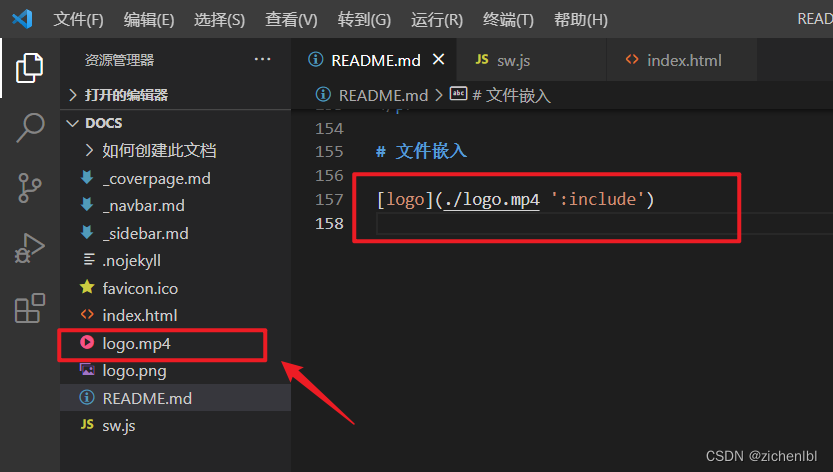 文件(F) 编辑(E) 选择(S) 查看(V) 转到(G) 运行(R) 终端(T) 帮助(H) READ
资源管理器 ···
打开的编辑器
DOCS
如何创建此文档
_coverpage.md
_navbar.md
_sidebar.md
.nojekyll
favicon.ico
index.html
logo.mp4
logo.png
README.md
JS sw.js
README.md JS sw.js index.html
README.md > abc # 文件嵌入
154
155 # 文件嵌入
156
157 [logo](./logo.mp4 ':include')
158
CSDN @zichenlbl